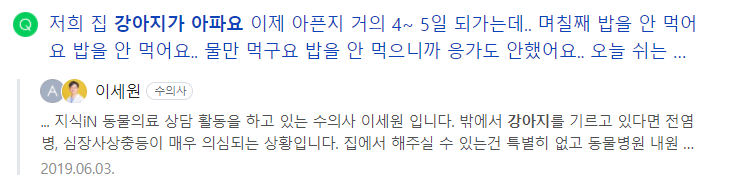 Q 저희 집 강아지가 아파요 이제 아픈지 거의 4~ 5일 되가는데.. 며칠째 밥을 안 먹어
요 밥을 안 먹어요.. 물만 먹구요 밥을 안 먹으니까 응가도 안했어요.. 오늘 쉬는 ...
A 이세원 수의사
... 지식iN 동물의료 상담 활동을 하고 있는 수의사 이세원 입니다. 밖에서 강아지를 기르고 있다면 전염
병, 심장사상충등이 매우 의심되는 상황입니다. 집에서 해주실 수 있는건 특별히 없고 동물병원 내원 ...
2019.06.03.